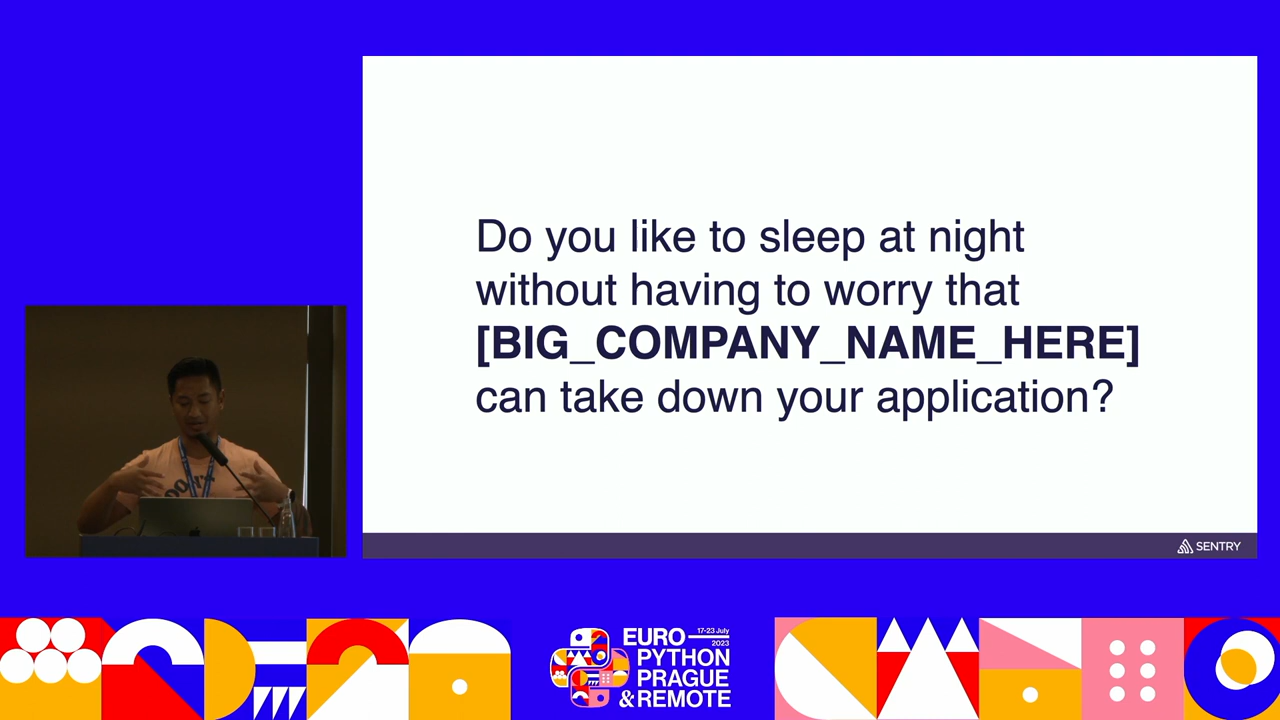 Do you like to sleep at night
without having to worry that
[BIG_COMPANY_NAME_HERE]
can take down your application?
SENTRY
17-23 July
2023
EURO
PYTHON
PRAGUE
& REMOTE